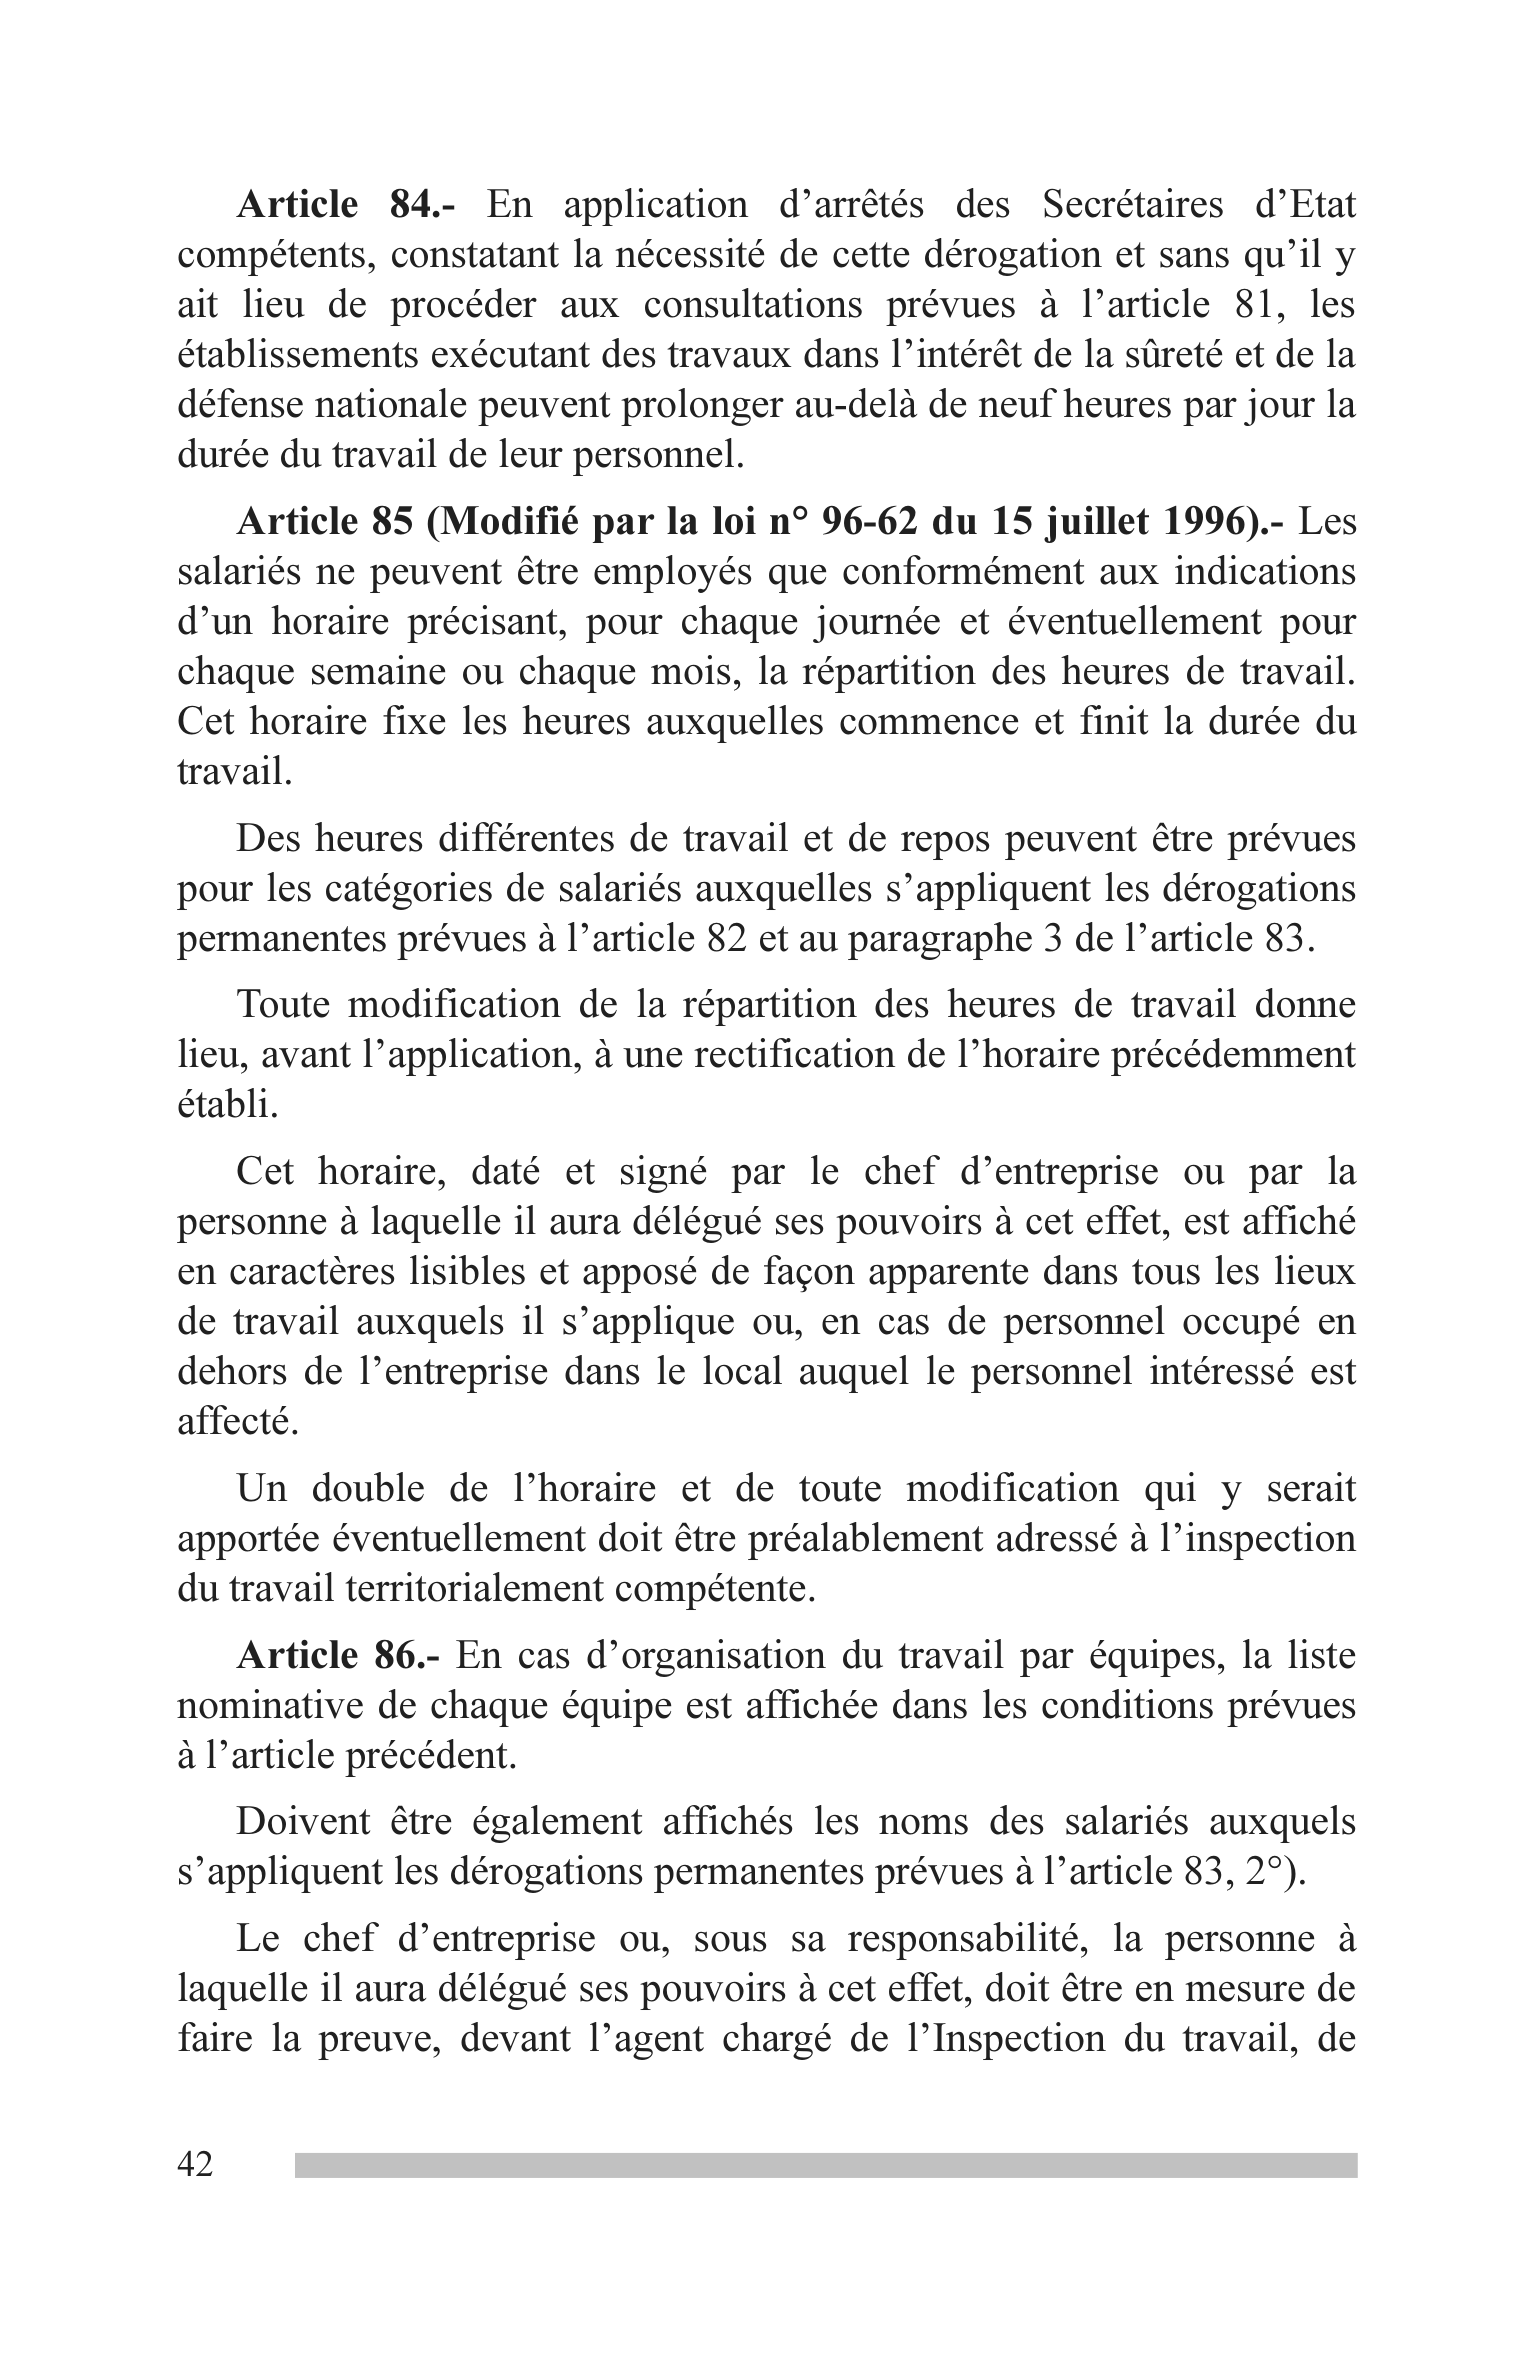 Article 84.- En application d’arrêtés des Secrétaires d’Etat
compétents, constatant la nécessité de cette dérogation et sans qu’il y
ait lieu de procéder aux consultations prévues à l’article 81, les
établissements exécutant des travaux dans l’intérêt de la sûreté et de la
défense nationale peuvent prolonger au-delà de neuf heures par jour la
durée du travail de leur personnel.
Article 85 (Modifié par la loi n° 96-62 du 15 juillet 1996).- Les
salariés ne peuvent être employés que conformément aux indications
d’un horaire précisant, pour chaque journée et éventuellement pour
chaque semaine ou chaque mois, la répartition des heures de travail.
Cet horaire fixe les heures auxquelles commence et finit la durée du
travail.
Des heures différentes de travail et de repos peuvent être prévues
pour les catégories de salariés auxquelles s’appliquent les dérogations
permanentes prévues à l’article 82 et au paragraphe 3 de l’article 83.
Toute modification de la répartition des heures de travail donne
lieu, avant l’application, à une rectification de l’horaire précédemment
établi.
Cet horaire, daté et signé par le chef d’entreprise ou par la
personne à laquelle il aura délégué ses pouvoirs à cet effet, est affiché
en caractères lisibles et apposé de façon apparente dans tous les lieux
de travail auxquels il s’applique ou, en cas de personnel occupé en
dehors de l’entreprise dans le local auquel le personnel intéressé est
affecté.
Un double de l’horaire et de toute modification qui y serait
apportée éventuellement doit être préalablement adressé à l’inspection
du travail territorialement compétente.
Article 86.- En cas d’organisation du travail par équipes, la liste
nominative de chaque équipe est affichée dans les conditions prévues
à l’article précédent.
Doivent être également affichés les noms des salariés auxquels
s’appliquent les dérogations permanentes prévues à l’article 83, 2°).
Le chef d’entreprise ou, sous sa responsabilité, la personne à
laquelle il aura délégué ses pouvoirs à cet effet, doit être en mesure de
faire la preuve, devant l’agent chargé de l’Inspection du travail, de
42